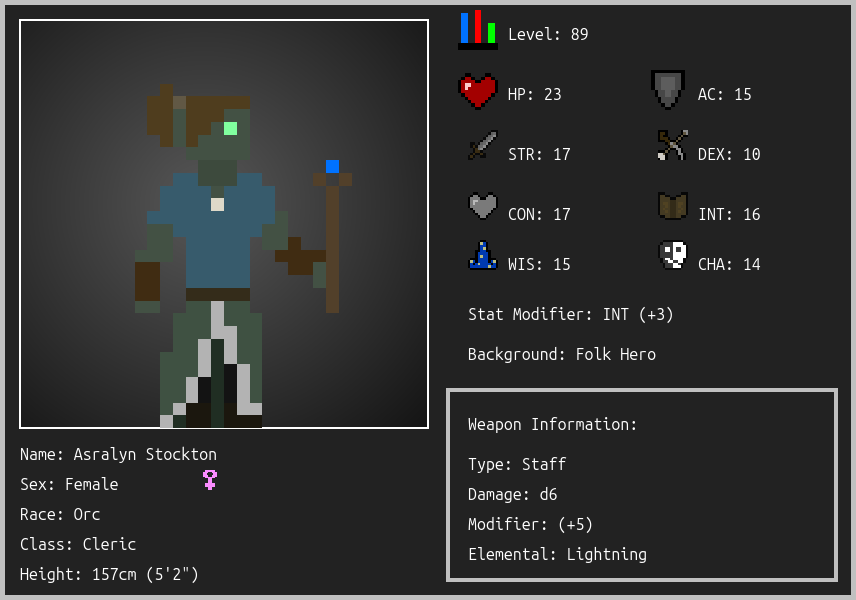 Level: 89
HP: 23
AC: 15
STR: 17
DEX: 10
CON: 17
INT: 16
WIS: 15
CHA: 14
Stat Modifier: INT (+3)
Background: Folk Hero
Weapon Information:
Type: Staff
Damage: d6
Modifier: (+5)
Elemental: Lightning
Name: Asralyn Stockton
Sex: Female
Race: Orc
Class: Cleric
Height: 157cm (5'2")